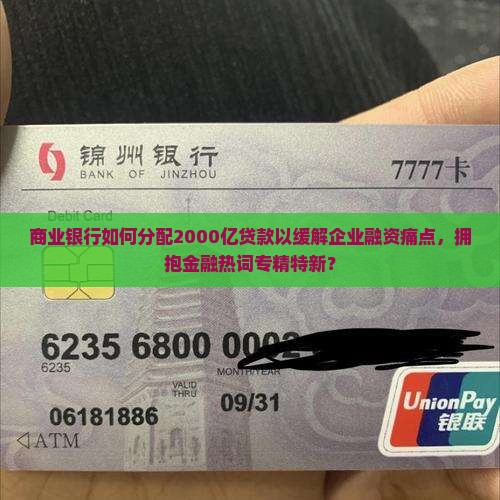 锦州银行
BANK OF JINZHOU
7777卡
Debit Card
商业银行如何分配2000亿贷款以缓解企业融资痛点，拥
抱金融热词专精特新？
6235 6800 0002
6235
MONTH/YEAR
VALID
THRU
09/31
06181886
ATM
UnionPay
银联